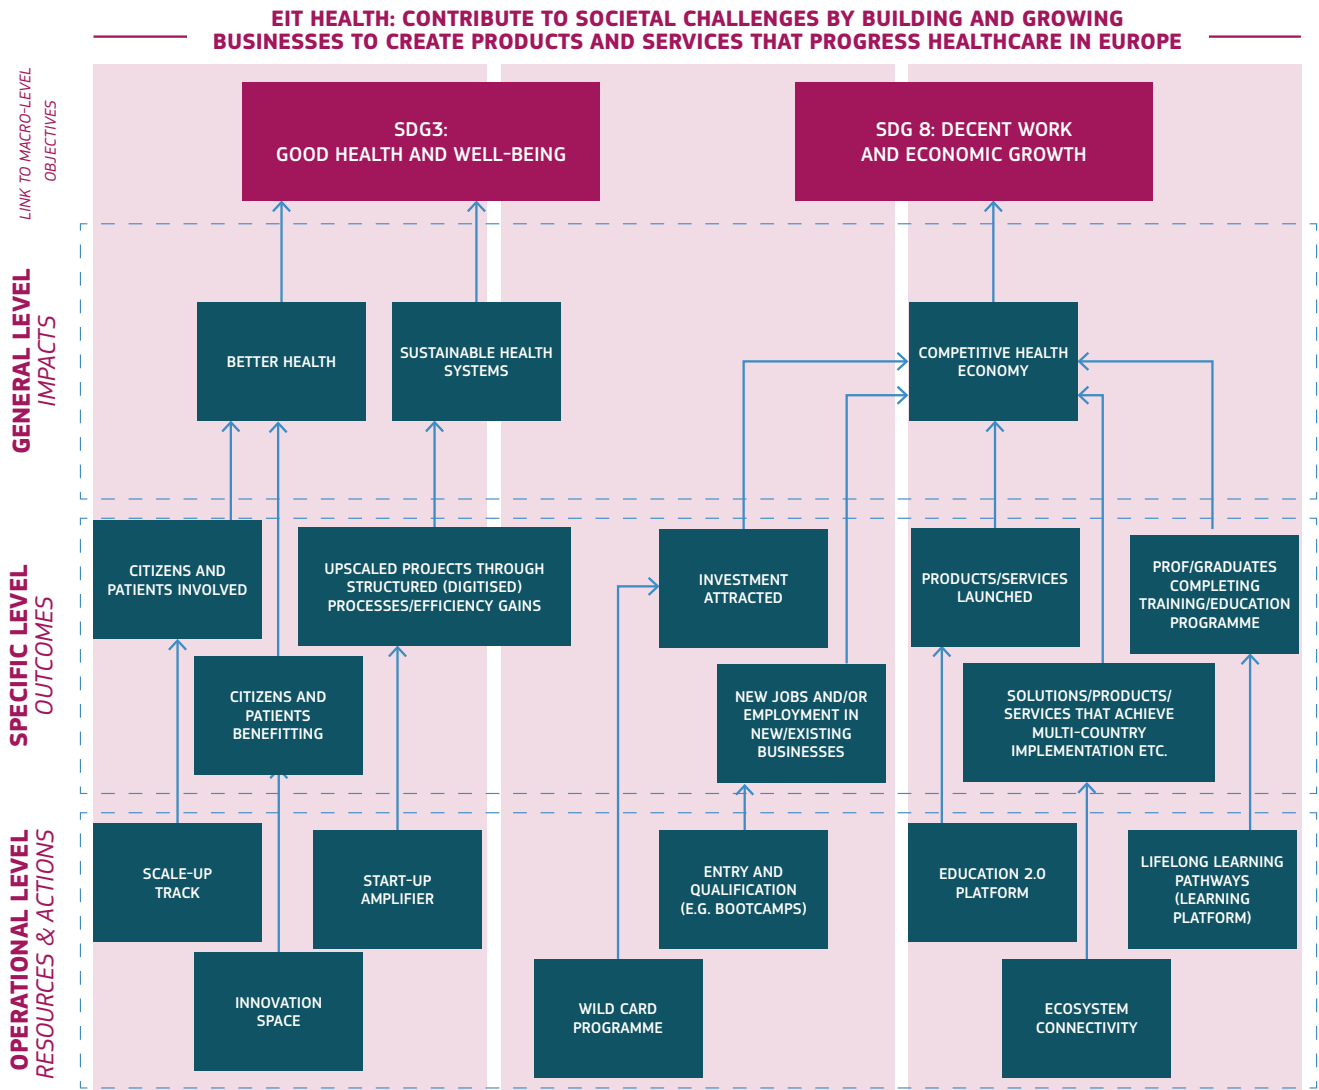 EIT HEALTH: CONTRIBUTE TO SOCIETAL CHALLENGES BY BUILDING AND GROWING
BUSINESSES TO CREATE PRODUCTS AND SERVICES THAT PROGRESS HEALTHCARE IN EUROPE
LINK TO MACRO-LEVEL
OBJECTIVES
SDG3:
GOOD HEALTH AND WELL-BEING
SDG 8: DECENT WORK
AND ECONOMIC GROWTH
GENERAL LEVEL
IMPACTS
BETTER HEALTH
SUSTAINABLE HEALTH
SYSTEMS
COMPETITIVE HEALTH
ECONOMY
SPECIFIC LEVEL
OUTCOMES
CITIZENS AND
PATIENTS INVOLVED
UPSCALED PROJECTS THROUGH
STRUCTURED (DIGITISED)
PROCESSES/EFFICIENCY GAINS
INVESTMENT
ATTRACTED
PRODUCTS/SERVICES
LAUNCHED
PROF/GRADUATES
COMPLETING
TRAINING/EDUCATION
PROGRAMME
CITIZENS AND
PATIENTS
BENEFITTING
NEW JOBS AND/OR
EMPLOYMENT IN
NEW/EXISTING
BUSINESSES
SOLUTIONS/PRODUCTS/
SERVICES THAT ACHIEVE
MULTI-COUNTRY
IMPLEMENTATION ETC.
OPERATIONAL LEVEL
RESOURCES & ACTIONS
SCALE-UP
TRACK
START-UP
AMPLIFIER
ENTRY AND
QUALIFICATION
(E.G. BOOTCAMPS)
EDUCATION 2.0
PLATFORM
LIFELONG LEARNING
PATHWAYS
(LEARNING
PLATFORM)
INNOVATION
SPACE
WILD CARD
PROGRAMME
ECOSYSTEM
CONNECTIVITY